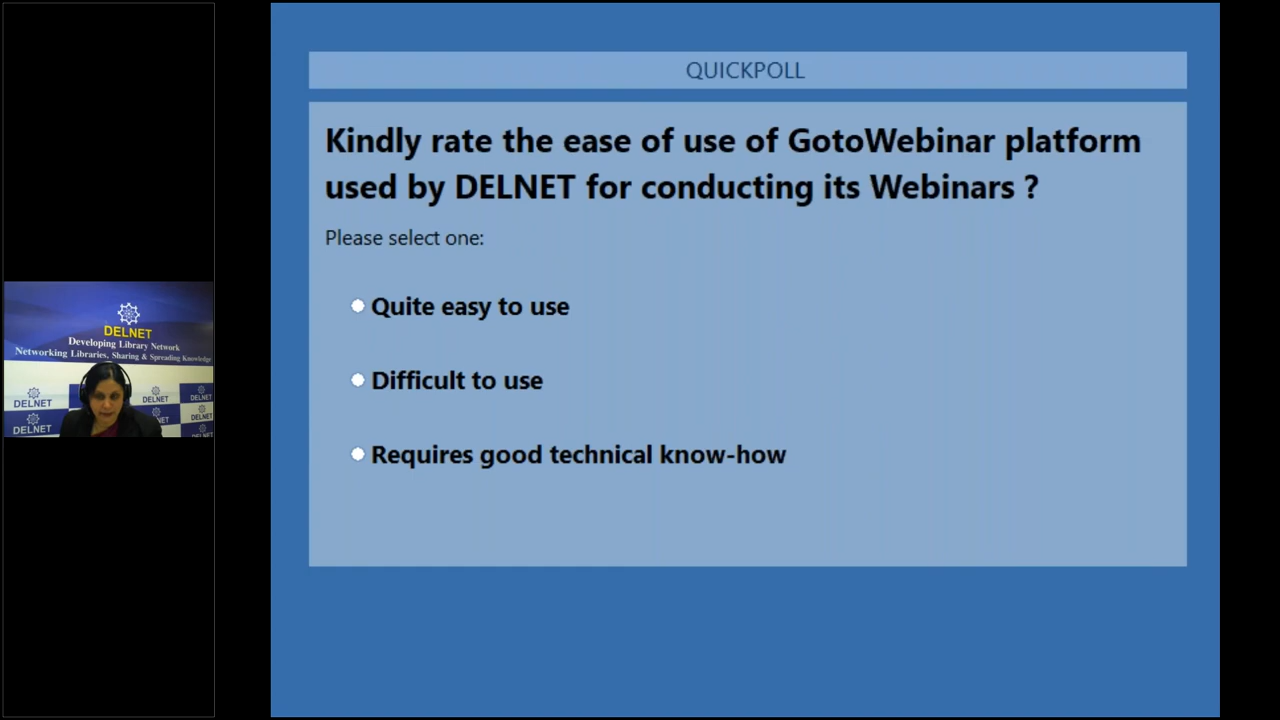 QUICKPOLL
Kindly rate the ease of use of GotoWebinar platform
used by DELNET for conducting its Webinars ?
Please select one:
Quite easy to use
Difficult to use
Requires good technical know-how
DELNET
Developing Library Network
Networking Libraries, Sharing & Spreading Knowledge
DELNET
DELNET
DELNET
DELNET
DELNET